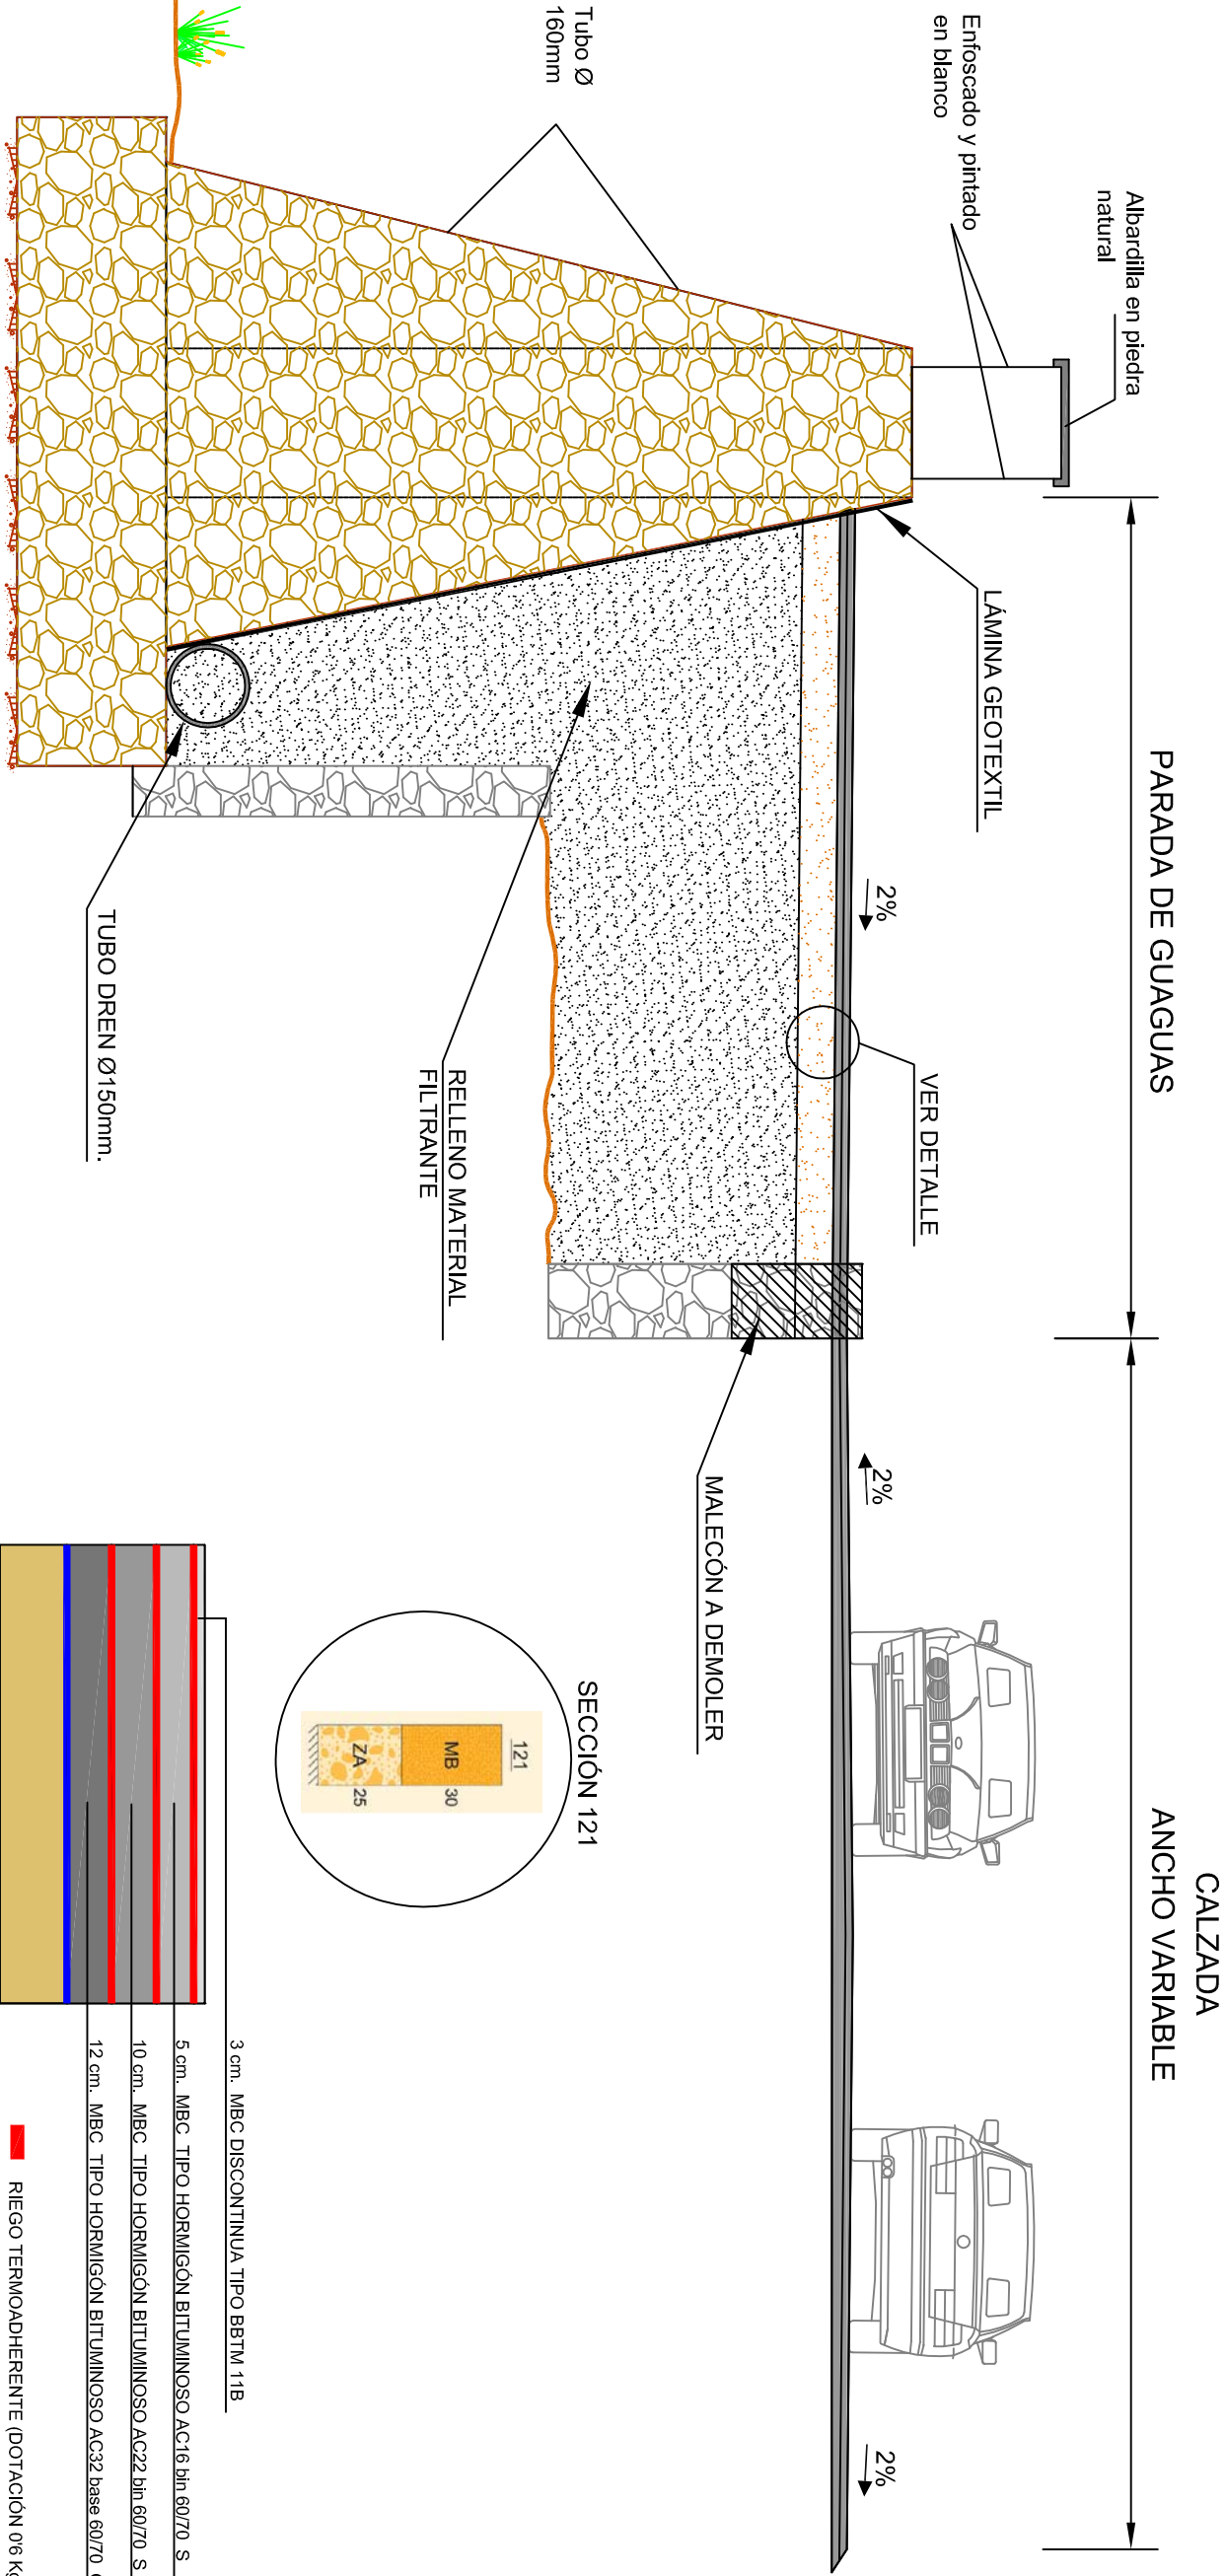 CALZADA
ANCHO VARIABLE
PARADA DE GUAGUAS
Albardilla en piedra
natural
Enfoscado y pintado
en blanco
LÁMINA GEOTEXTIL
VER DETALLE
2%
2%
2%
Tubo Ø
160mm
MALECÓN A DEMOLER
RELLENO MATERIAL
FILTRANTE
TUBO DREN Ø150mm.
SECCIÓN 121
121
MB 30
ZA 25
3 cm. MBC DISCONTINUA TIPO BBTM 11B
5 cm. MBC TIPO HORMIGÓN BITUMINOSO AC16 bin 60/70 S
10 cm. MBC TIPO HORMIGÓN BITUMINOSO AC22 bin 60/70 S
12 cm. MBC TIPO HORMIGÓN BITUMINOSO AC32 base 60/70
RIEGO TERMOADHERENTE (DOTACIÓN 0'6 Kg